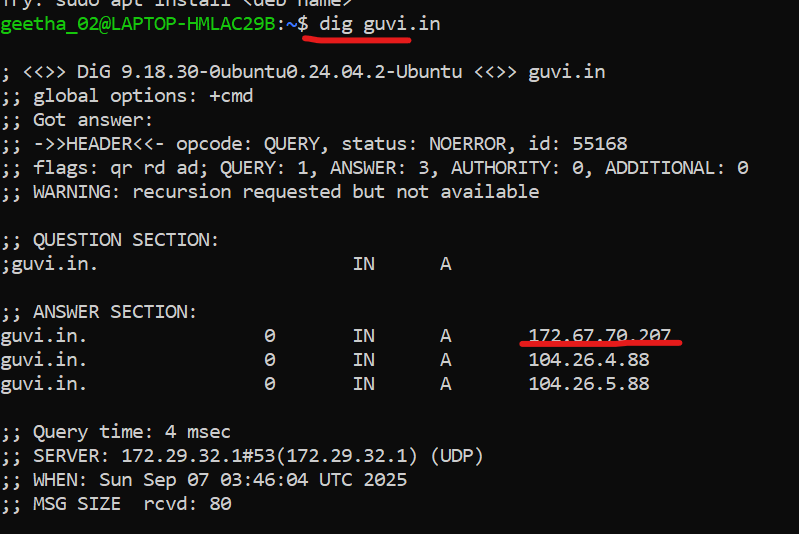 Try: sudo apt install <deb name>
geetha_02@LAPTOP-HMLAC29B:~$ dig guvi.in
; <<>> DiG 9.18.30-0ubuntu0.24.04.2-Ubuntu <<>> guvi.in
;; global options: +cmd
;; Got answer:
;; ->>HEADER<<- opcode: QUERY, status: NOERROR, id: 55168
;; flags: qr rd ad; QUERY: 1, ANSWER: 3, AUTHORITY: 0, ADDITIONAL: 0
;; WARNING: recursion requested but not available
;; QUESTION SECTION:
;guvi.in. IN A
;; ANSWER SECTION:
guvi.in. 0 IN A 172.67.70.207
guvi.in. 0 IN A 104.26.4.88
guvi.in. 0 IN A 104.26.5.88
;; Query time: 4 msec
;; SERVER: 172.29.32.1#53(172.29.32.1) (UDP)
;; WHEN: Sun Sep 07 03:46:04 UTC 2025
;; MSG SIZE  rcvd: 80